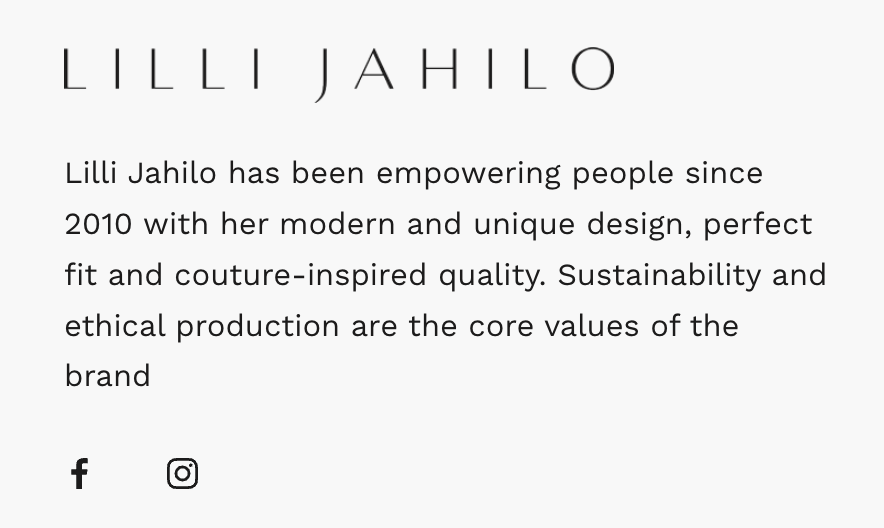 LILLI JAHILO
Lilli Jahilo has been empowering people since
2010 with her modern and unique design, perfect
fit and couture-inspired quality. Sustainability and
ethical production are the core values of the
brand